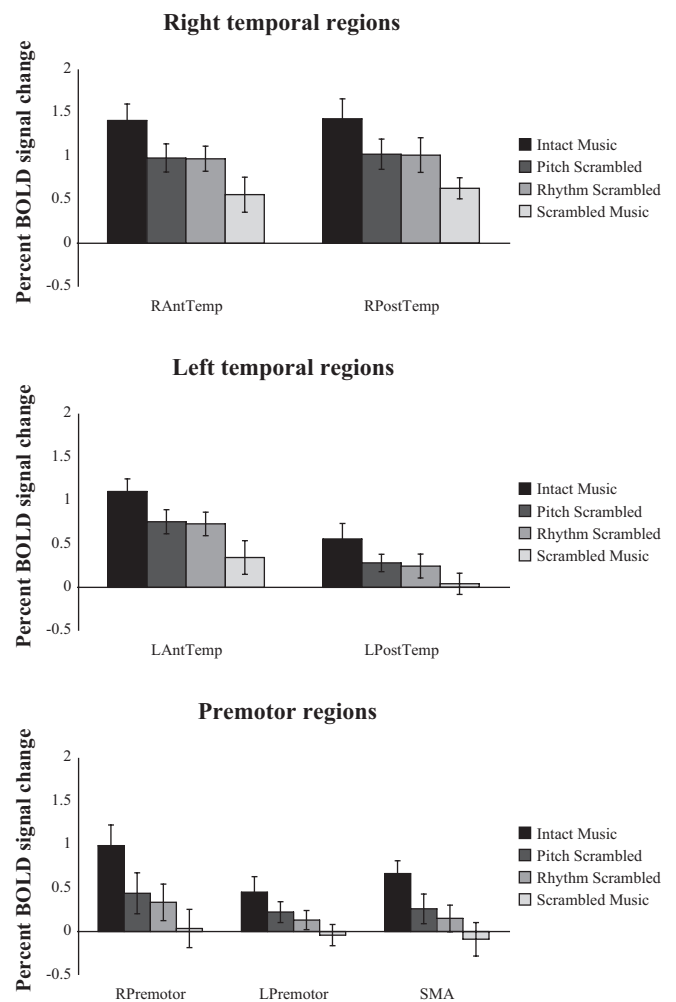 Right temporal regions
Percent BOLD signal change
2
1.5
1
0.5
0
-0.5
RAntTemp RPostTemp
Intact Music
Pitch Scrambled
Rhythm Scrambled
Scrambled Music
Left temporal regions
Percent BOLD signal change
2
1.5
1
0.5
0
-0.5
LAntTemp LPostTemp
Intact Music
Pitch Scrambled
Rhythm Scrambled
Scrambled Music
Premotor regions
Percent BOLD signal change
2
1.5
1
0.5
0
-0.5
RPremotor LPremotor SMA
Intact Music
Pitch Scrambled
Rhythm Scrambled
Scrambled Music